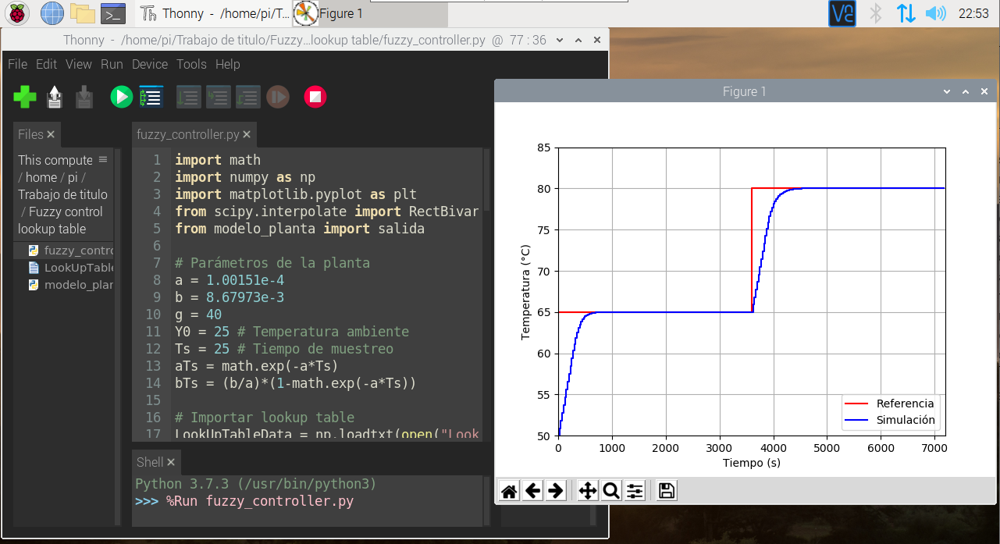 Thonny - /home/pi/T...
Figure 1
22:53
Thonny - /home/pi/Trabajo de titulo/Fuzzy...lookup table/fuzzy_controller.py @ 77 : 36
File Edit View Run Device Tools Help
Files
This compute
/ home / pi /
Trabajo de titulo
/ Fuzzy control
lookup table
fuzzy_contro
LookUpTable
modelo_plan
fuzzy_controller.py
1 import math
2 import numpy as np
3 import matplotlib.pyplot as plt
4 from scipy.interpolate import RectBivar
5 from modelo_planta import salida
6
7 # Parámetros de la planta
8 a = 1.00151e-4
9 b = 8.67973e-3
10 g = 40
11 Y0 = 25 # Temperatura ambiente
12 Ts = 25 # Tiempo de muestreo
13 aTs = math.exp(-a*Ts)
14 bTs = (b/a)*(1-math.exp(-a*Ts))
15
16 # Importar lookup table
17 LookUpTableData = np.loadtxt(open("Look
Shell
Python 3.7.3 (/usr/bin/python3)
>>> %Run fuzzy_controller.py
Figure 1
85
80
75
70
65
60
55
50
Temperatura (°C)
0 1000 2000 3000 4000 5000 6000 7000
Tiempo (s)
Referencia
Simulación